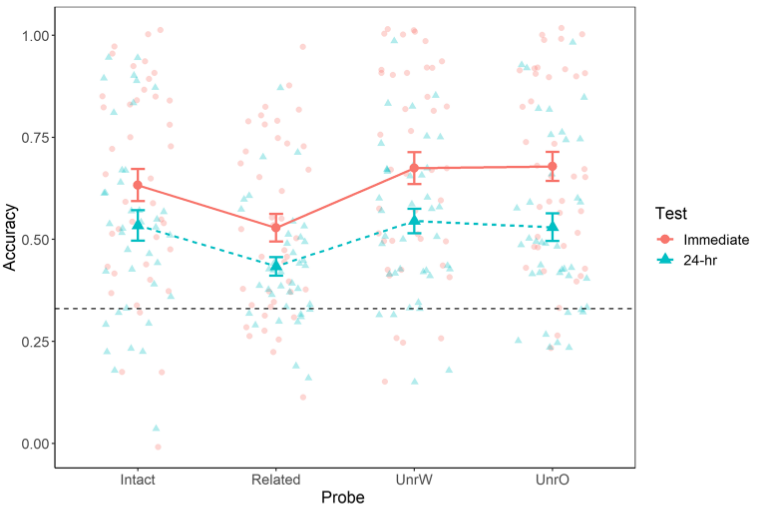 1.00
0.75
0.50
0.25
0.00
Accuracy
Intact Related UnrW UnrO
Probe
Test
Immediate
24-hr